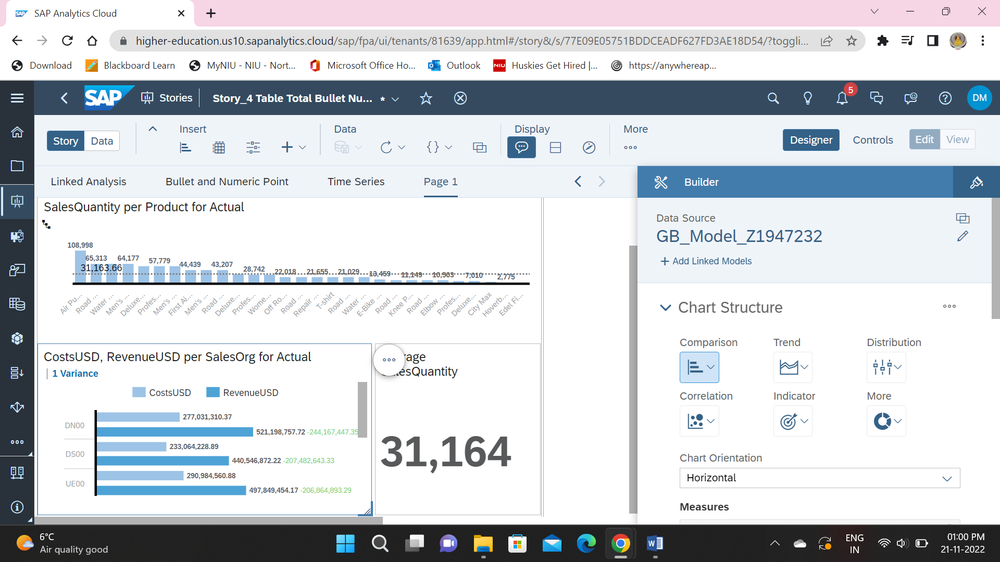 SAP SAP Analytics Cloud
higher-education.us10.sapanalytics.cloud/sap/fpa/ui/tenants/81639/app.html#/story&/s/77E09E05751BDDCEADF627FD3AE18D54/?toggli...
Download Blackboard Learn MyNIU - NIU - Nort... Microsoft Office Ho... Outlook NIU Huskies Get Hired |... https://anywhereap...
SAP Stories Story_4 Table Total Bullet Nu... * 5 DM
Insert Data Display More
Story Data Designer Controls Edit View
Linked Analysis Bullet and Numeric Point Time Series Page 1
Builder
SalesQuantity per Product for Actual
108,998
65,313 64,177 57,779 44,439 43,207 28,742 22,018 21,655 21,029 13,459 11,149 10,503 7,010 2,775
31,163.66
Air Pu... Road ... Water ... Men's ... Deluxe... Profes... Men's ... First Ai... Men's ... Road ... Deluxe... Profes... Wome... Off Ro... Road ... Repair ... T-shirt Road ... Water ... E-Bike ... Road ... Knee P... Road ... Elbow ... Profes... Deluxe... City Max Hoverb... Edel Fi...
CostsUSD, RevenueUSD per SalesOrg for Actual
1 Variance
CostsUSD RevenueUSD
DN00 277,031,310.37
521,198,757.72 -244,167,447.35
DS00 233,064,228.89
440,546,872.22 -207,482,643.33
UE00 290,984,560.88
497,849,454.17 -206,864,893.29
rage
esQuantity
31,164
Data Source
GB_Model_Z1947232
Add Linked Models
Chart Structure
Comparison Trend Distribution
Correlation Indicator More
Chart Orientation
Horizontal
Measures
6°C
Air quality good
W
ENG
IN
01:00 PM
21-11-2022